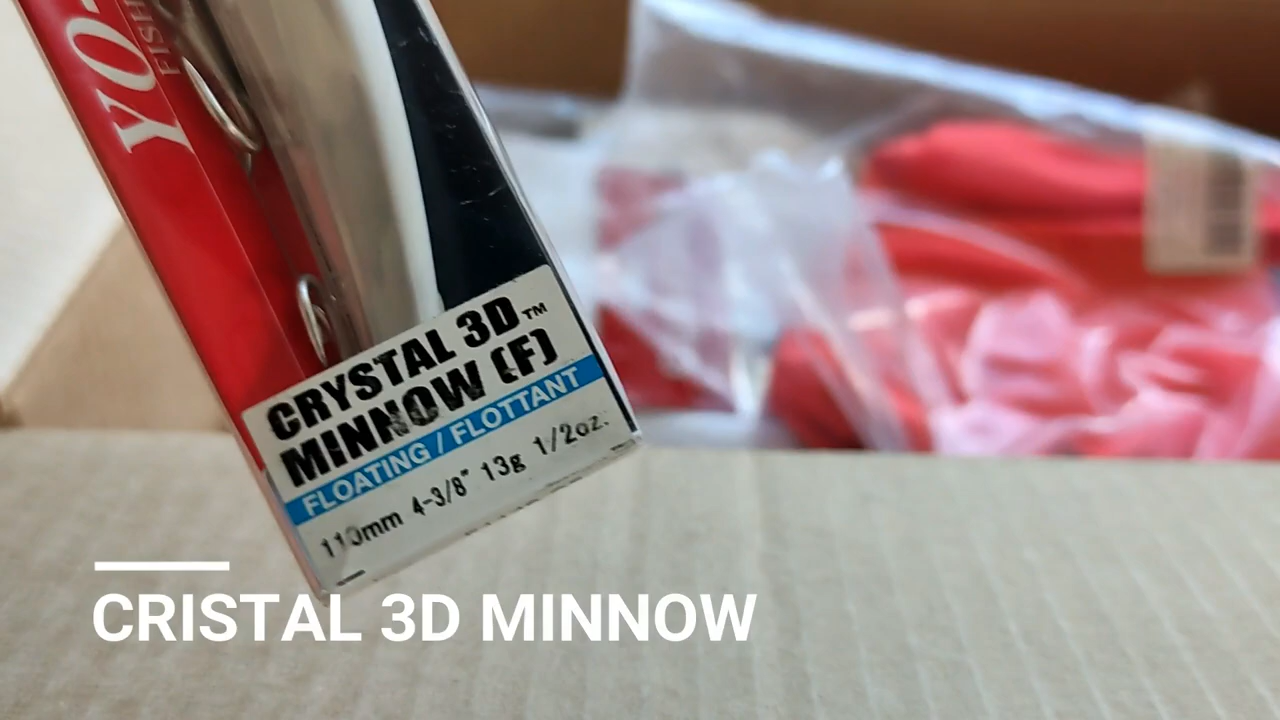 YO-
FISH
CRYSTAL 3D™
MINNOW (F)
FLOATING / FLOTTANT
110mm 4-3/8" 13g 1/2oz.
CRISTAL 3D MINNOW